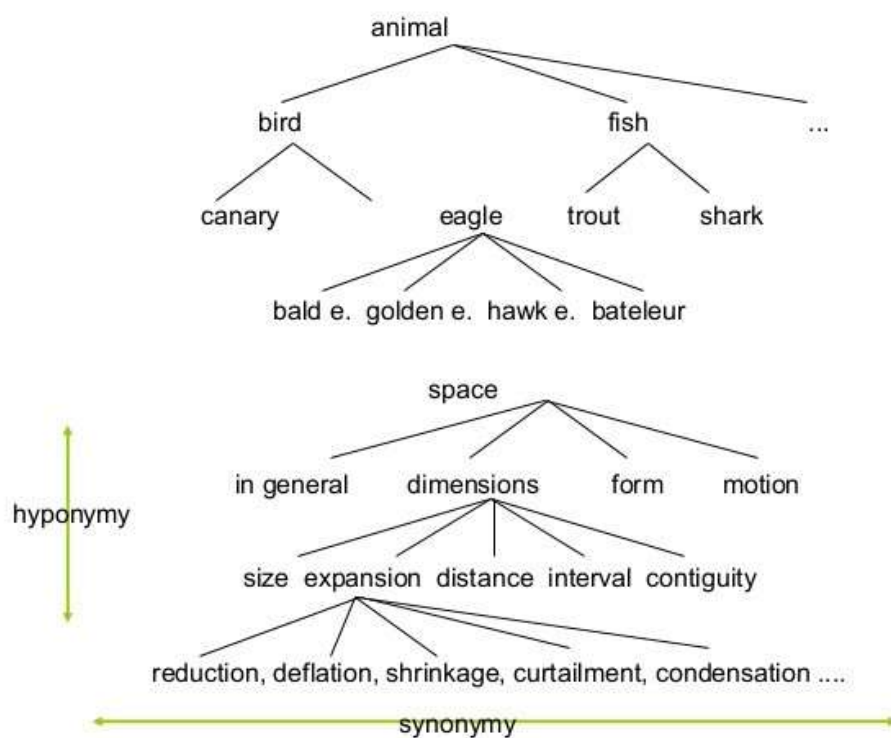 animal
bird fish ...
canary eagle trout shark
bald e. golden e. hawk e. bateleur
space
in general dimensions form motion
hyponymy
size expansion distance interval contiguity
reduction, deflation, shrinkage, curtailment, condensation ....
synonymy